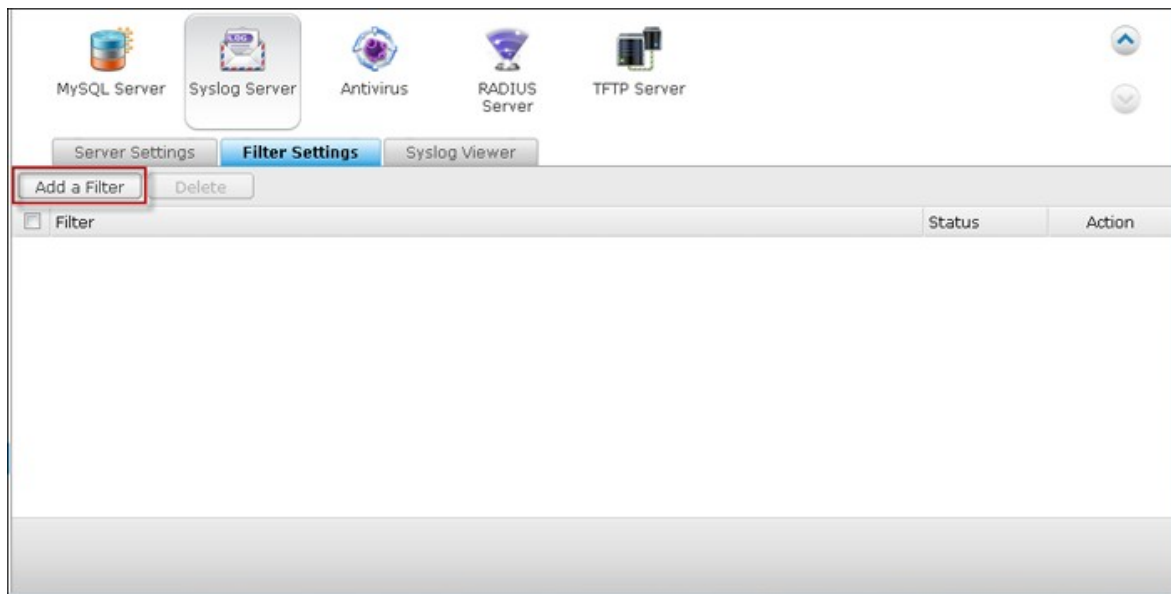 LOG
MySQL Server
Syslog Server
Antivirus
RADIUS Server
TFTP Server
Server Settings
Filter Settings
Syslog Viewer
Add a Filter
Delete
Filter
Status
Action